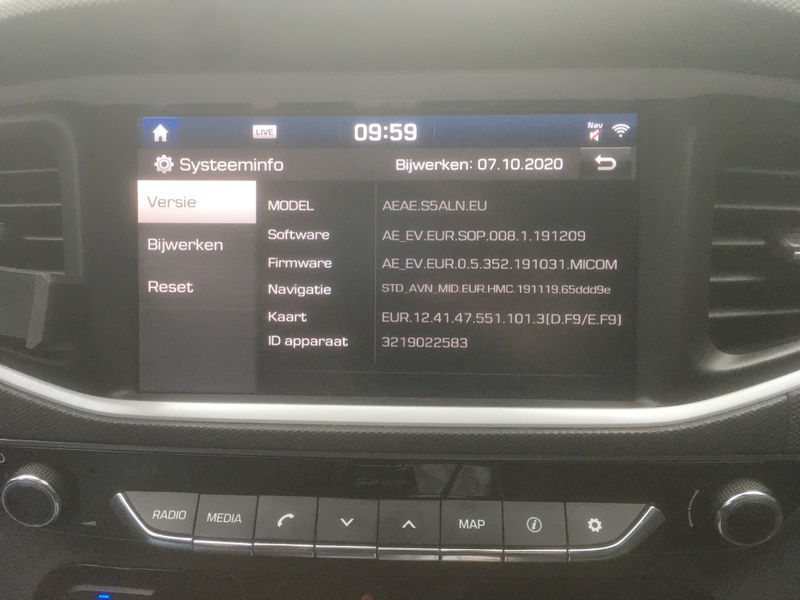 LIVE 09:59 Nav
Systeeminfo Bijwerken: 07.10.2020
Versie
Bijwerken
Reset
MODEL AEAE.S5ALN.EU
Software AE_EV.EUR.SOP.008.1.191209
Firmware AE_EV.EUR.0.5.352.191031.MICOM
Navigatie STD_AVN_MID.EUR.HMC.191119.65ddd9e
Kaart EUR.12.41.47.551.101.3(D.F9/E.F9)
ID apparaat 3219022583
RADIO MEDIA MAP i